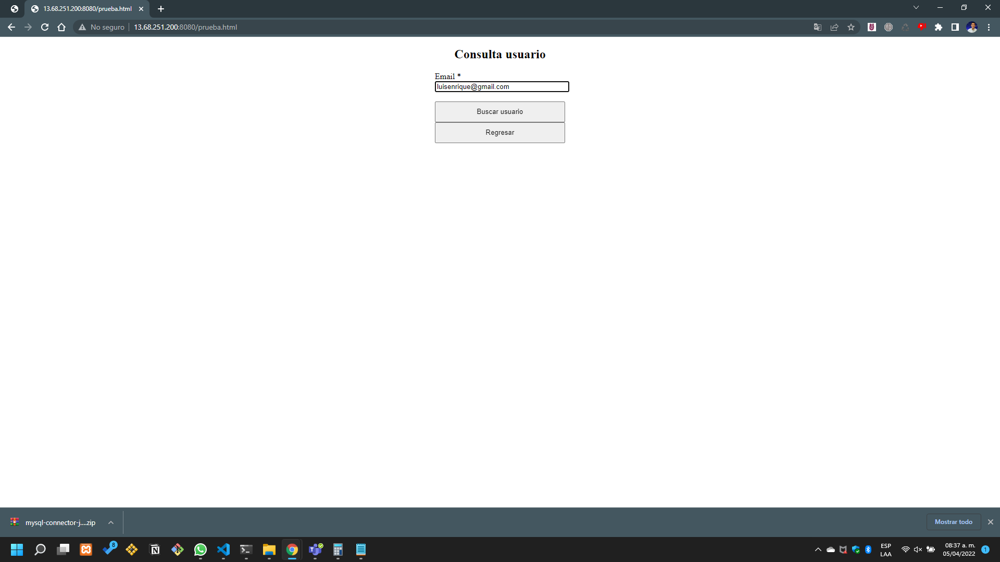 13.68.251.200:8080/prueba.html
No seguro
13.68.251.200:8080/prueba.html
Consulta usuario
Email *
luisenrique@gmail.com
Buscar usuario
Regresar
mysql-connector-j....zip
Mostrar todo
8
ESP
LAA
08:37 a. m.
05/04/2022
1